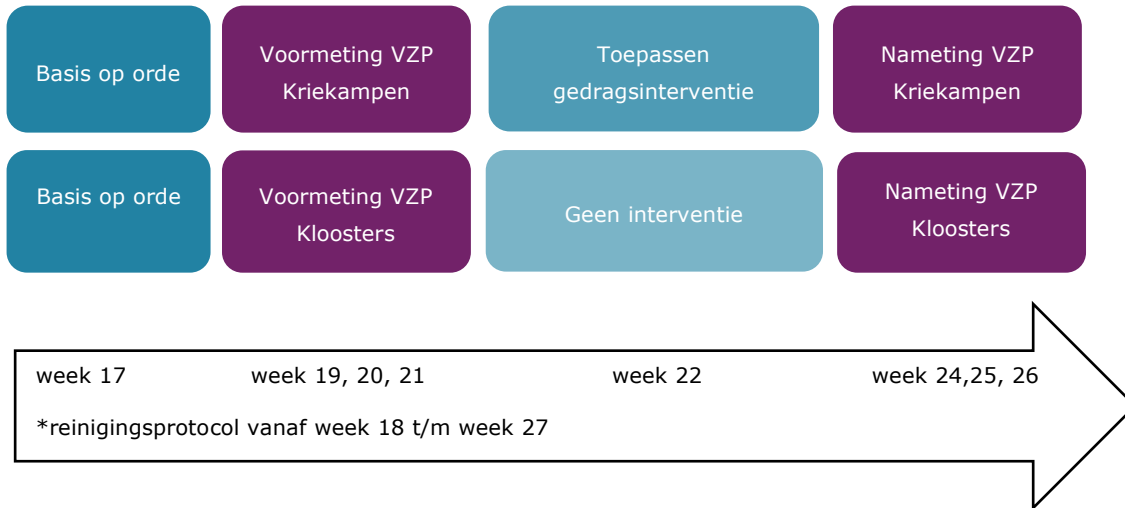 Basis op orde
Voormeting VZP
Kriekampen
Toepassen
gedragsinterventie
Nameting VZP
Kriekampen
Basis op orde
Voormeting VZP
Kloosters
Geen interventie
Nameting VZP
Kloosters
week 17
week 19, 20, 21
week 22
week 24,25, 26
*reinigingsprotocol vanaf week 18 t/m week 27